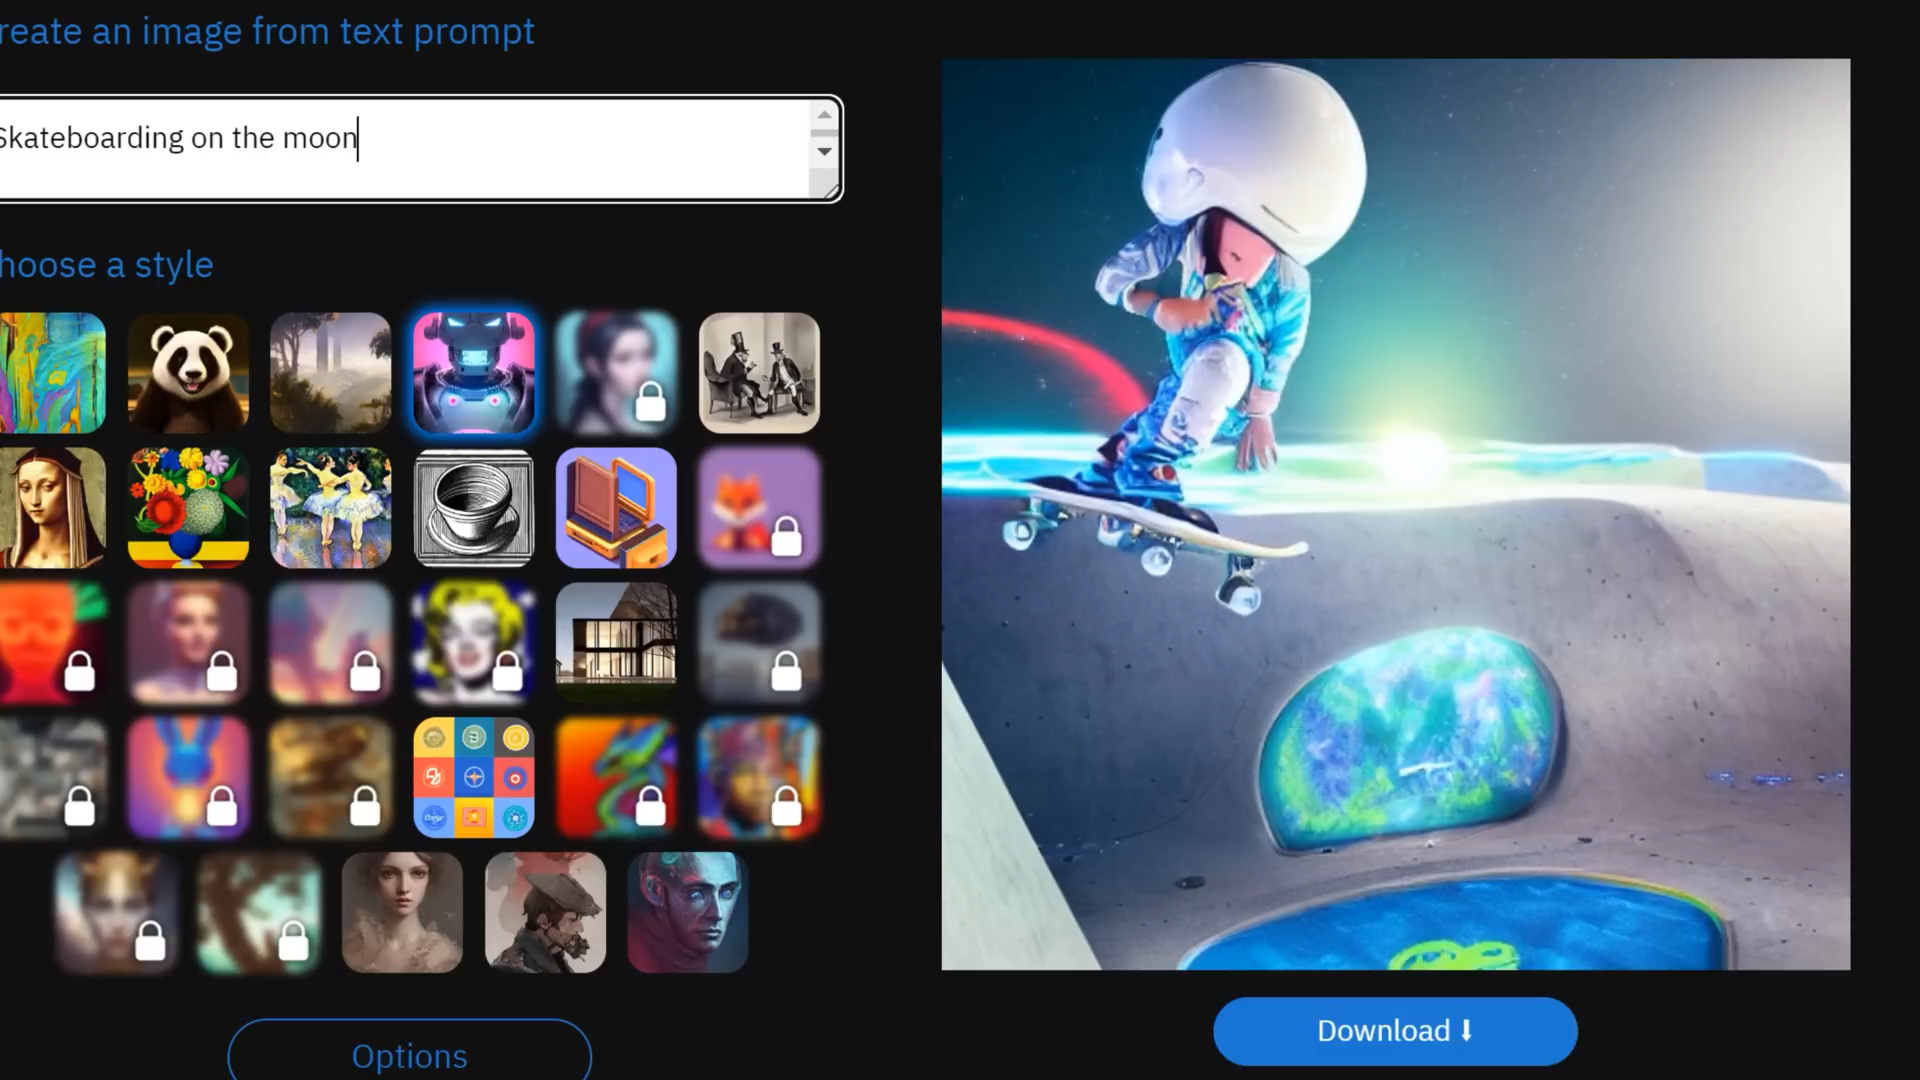 reate an image from text prompt
Skateboarding on the moon
hoose a style
Options
Download ⬇